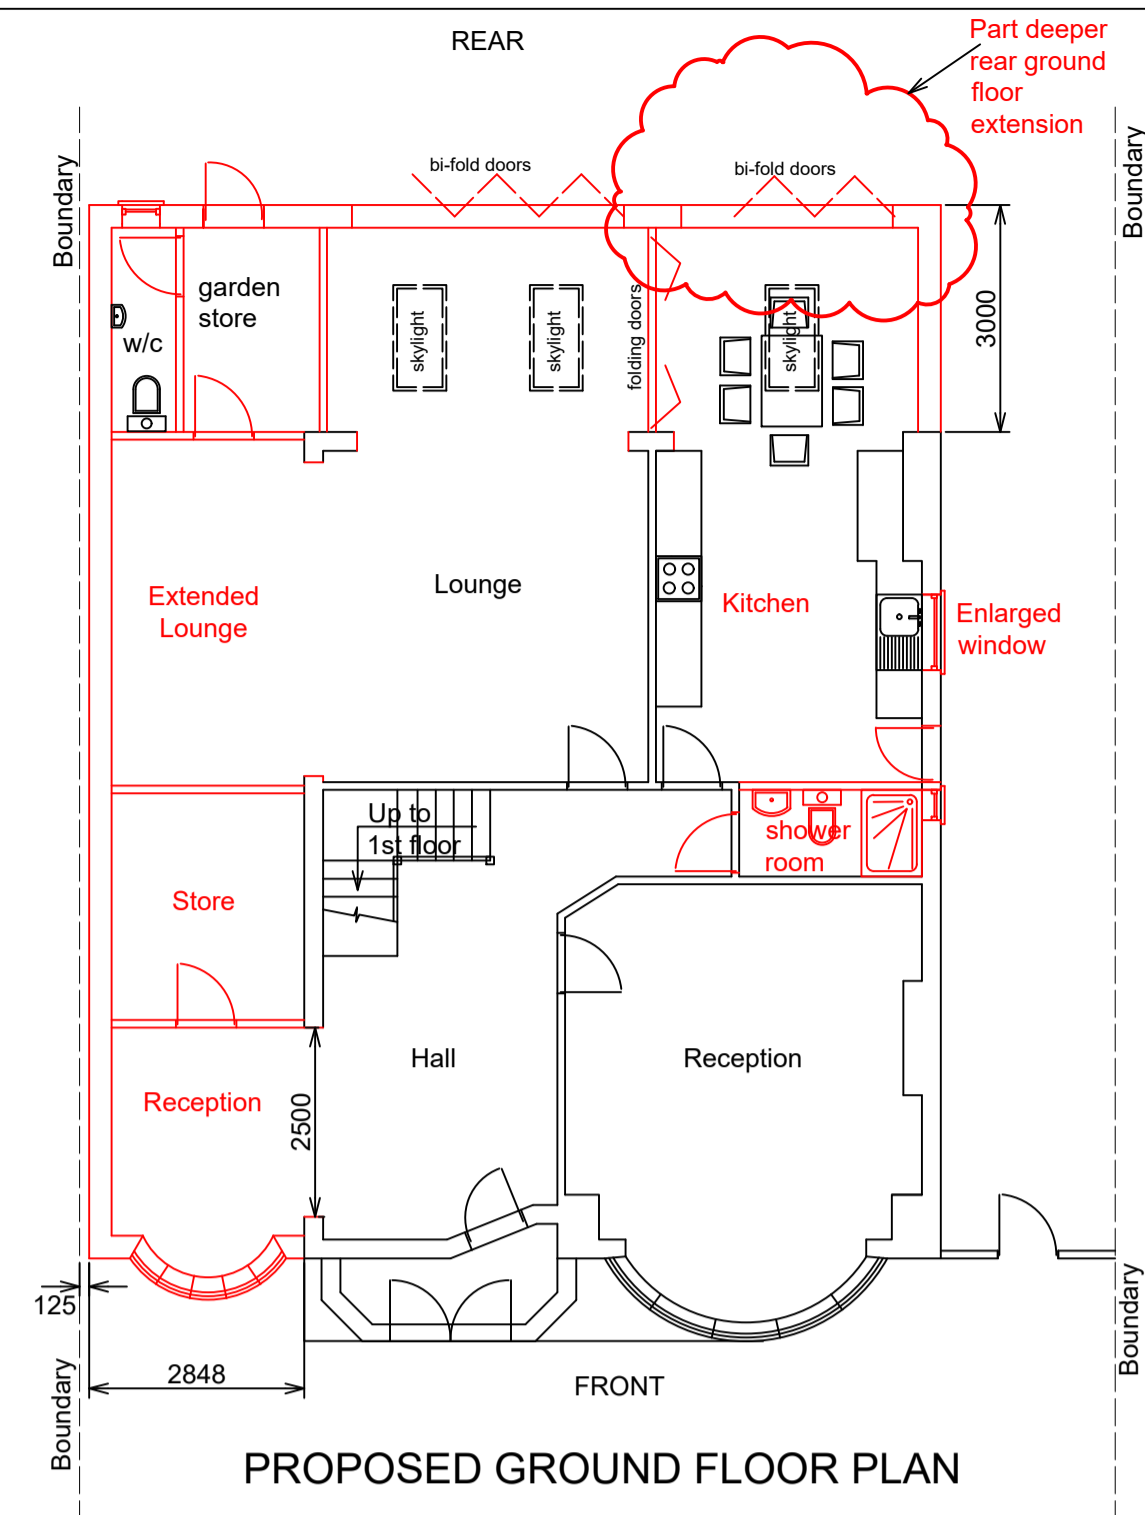 REAR
Part deeper
rear ground
floor
extension
Boundary
Boundary
bi-fold doors
bi-fold doors
garden
store
w/c
skylight
skylight
folding doors
skylight
3000
Extended
Lounge
Lounge
Kitchen
Enlarged
window
Up to
1st floor
shower
room
Store
Hall
Reception
Reception
2500
125
2848
FRONT
Boundary
Boundary
PROPOSED GROUND FLOOR PLAN